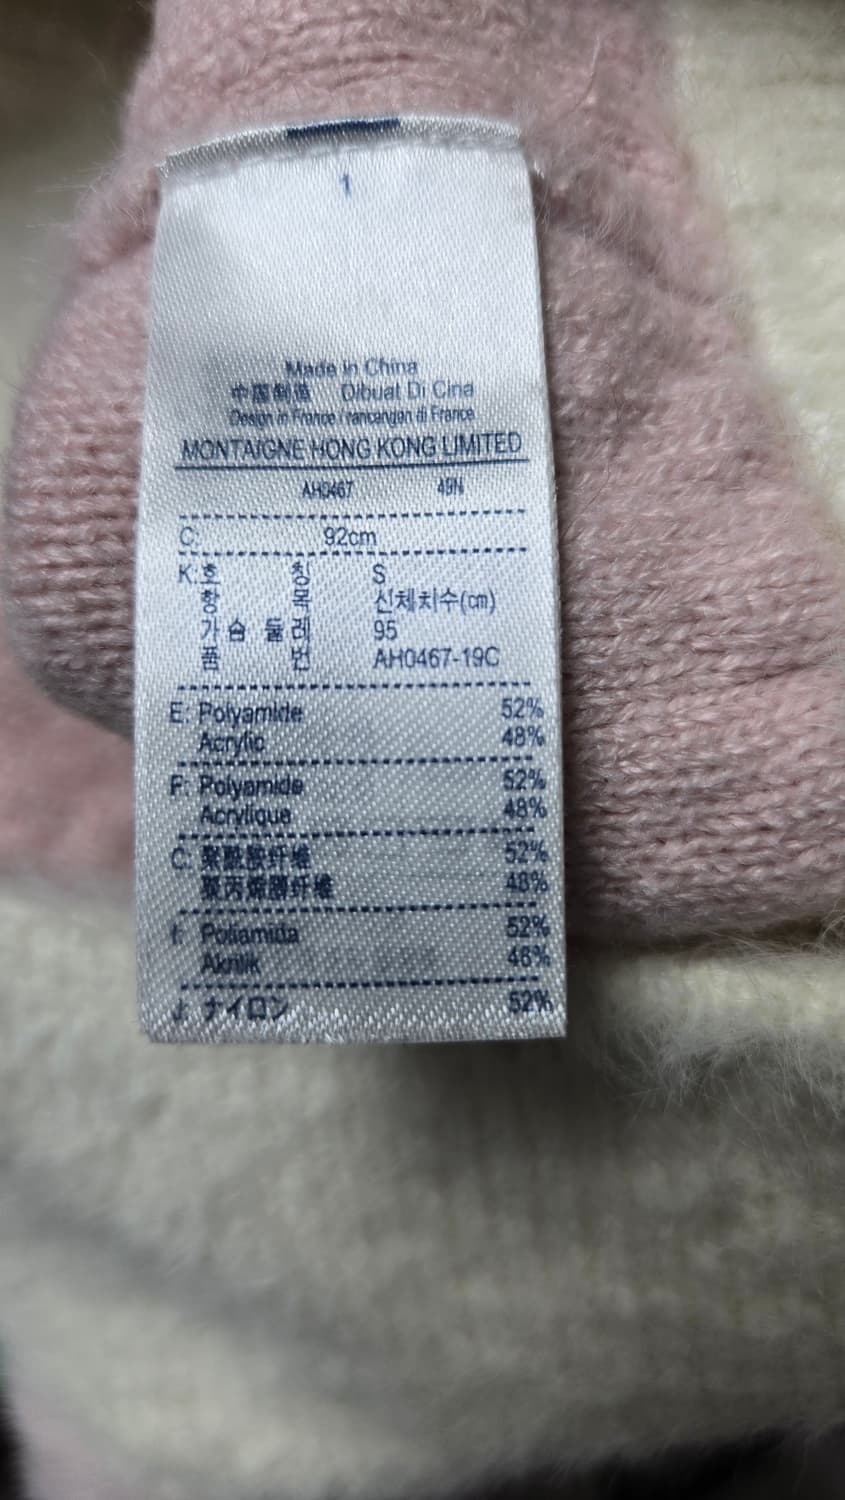 1
Made in China
中国制造 Dibuat Di Cina
Design in France / rancangan di France
MONTAIGNE HONG KONG LIMITED
AH0467 49N
C: 92cm
K: 호 칭 S
항 목 신체치수(cm)
가 슴 둘 레 95
품 번 AH0467-19C
E: Polyamide 52%
Acrylic 48%
F: Polyamide 52%
Acrylique 48%
C: 聚酰胺纤维 52%
聚丙烯腈纤维 48%
I: Poliamida 52%
Akrilik 48%
J: ナイロン 52%